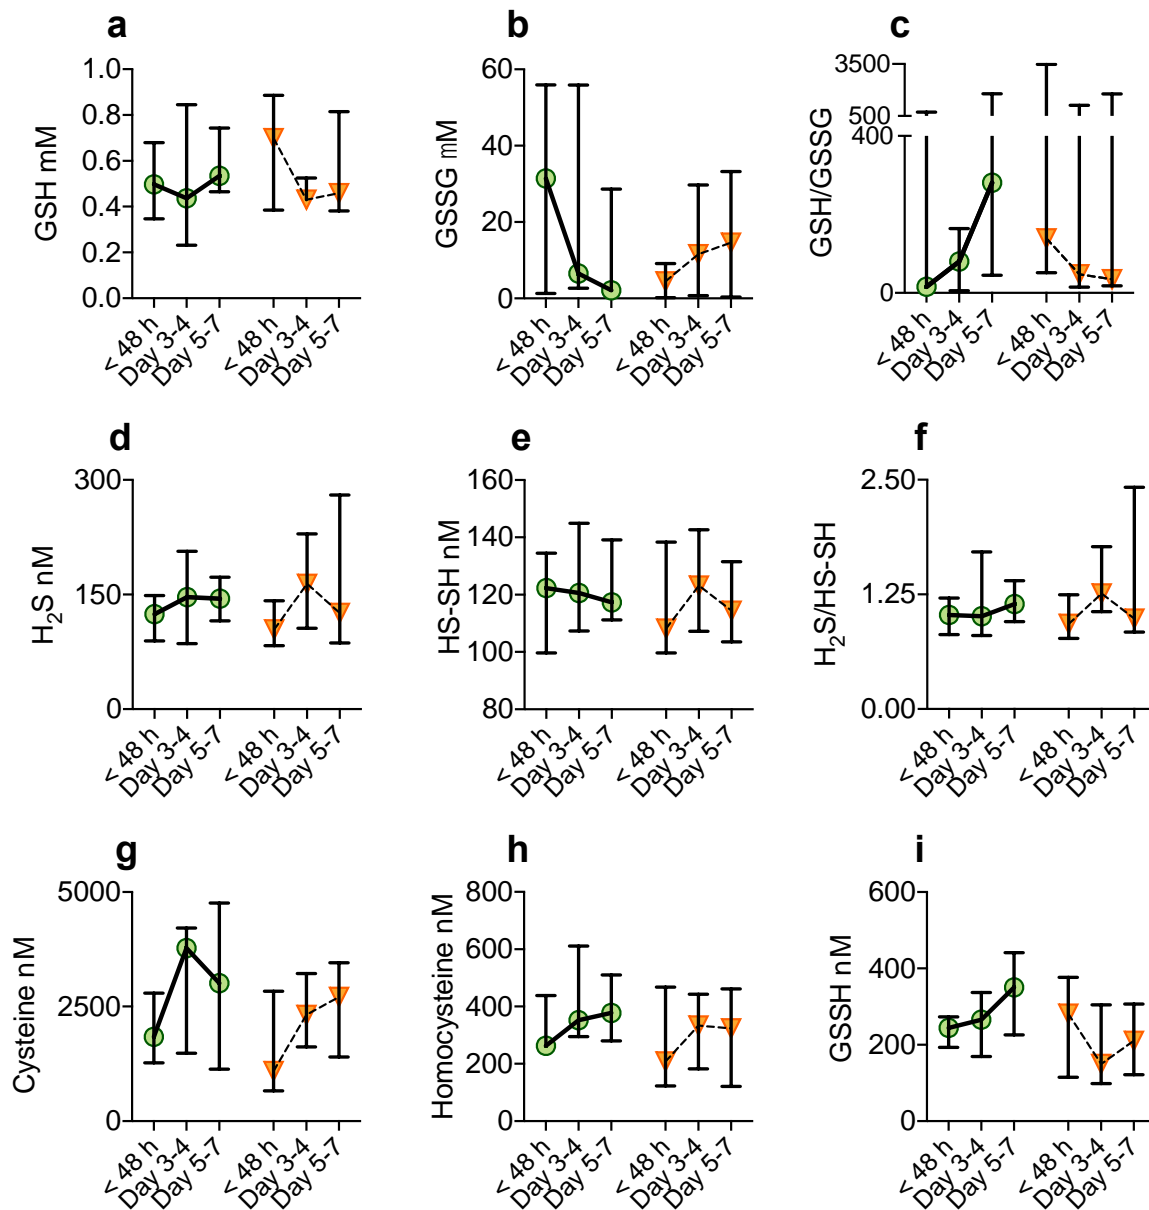 a
b
c
GSH mM
1.0
0.8
0.6
0.4
0.2
0.0
< 48 h
Day 3-4
Day 5-7
< 48 h
Day 3-4
Day 5-7
GSSG mM
60
40
20
0
< 48 h
Day 3-4
Day 5-7
< 48 h
Day 3-4
Day 5-7
GSH/GSSG
3500
500
400
0
< 48 h
Day 3-4
Day 5-7
< 48 h
Day 3-4
Day 5-7
d
e
f
H₂S nM
300
150
0
< 48 h
Day 3-4
Day 5-7
< 48 h
Day 3-4
Day 5-7
HS-SH nM
160
140
120
100
80
< 48 h
Day 3-4
Day 5-7
< 48 h
Day 3-4
Day 5-7
H₂S/HS-SH
2.50
1.25
0.00
< 48 h
Day 3-4
Day 5-7
< 48 h
Day 3-4
Day 5-7
g
h
i
Cysteine nM
5000
2500
0
< 48 h
Day 3-4
Day 5-7
< 48 h
Day 3-4
Day 5-7
Homocysteine nM
800
600
400
200
0
< 48 h
Day 3-4
Day 5-7
< 48 h
Day 3-4
Day 5-7
GSSH nM
600
400
200
0
< 48 h
Day 3-4
Day 5-7
< 48 h
Day 3-4
Day 5-7